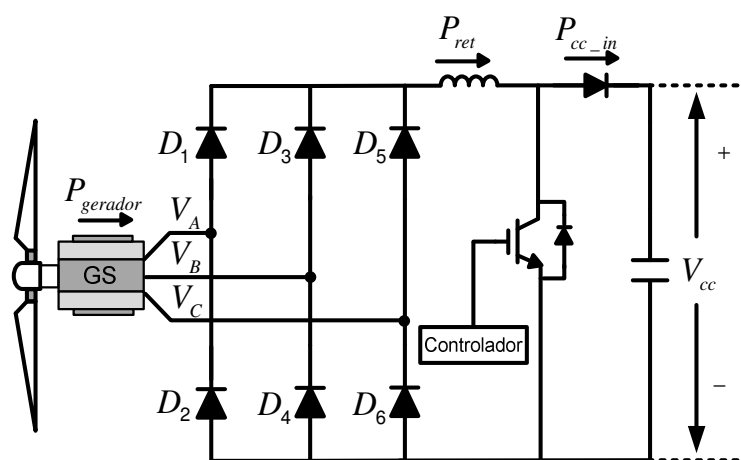 P_ret
P_cc_in
D_1
D_3
D_5
+
P_gerador
V_A
V_B
GS
V_cc
V_C
Controlador
D_2
D_4
D_6
−